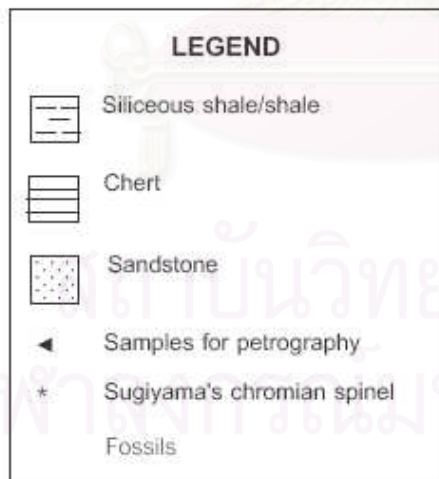 LEGEND
Siliceous shale/shale
Chert
Sandstone
Samples for petrography
* Sugiyama's chromian spinel
Fossils